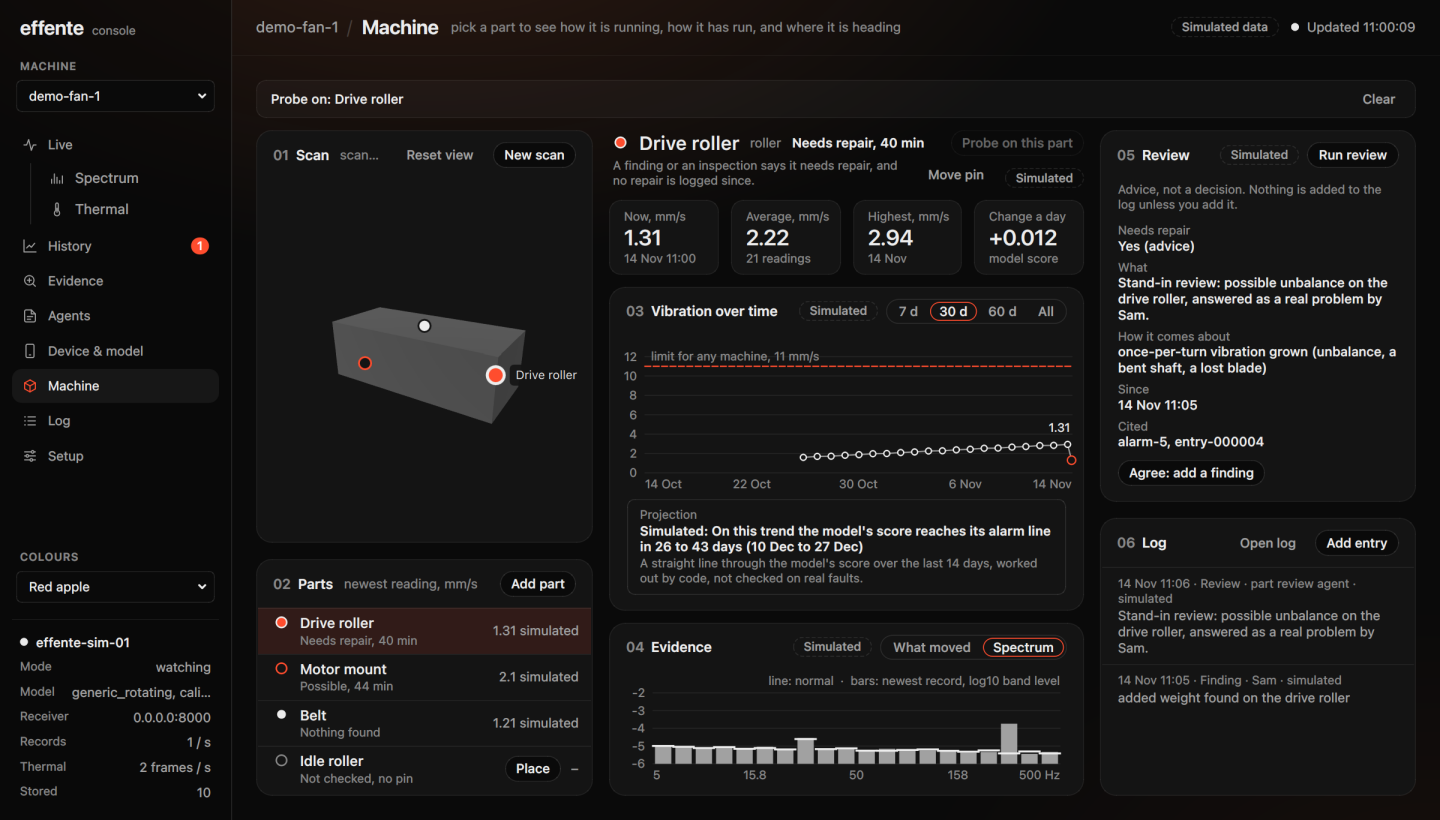 effente console
MACHINE
demo-fan-1
Live
Spectrum
Thermal
History 1
Evidence
Agents
Device & model
Machine
Log
Setup
COLOURS
Red apple
effente-sim-01
Mode watching
Model generic_rotating, cali...
Receiver 0.0.0.0:8000
Records 1 / s
Thermal 2 frames / s
Stored 10
demo-fan-1 / Machine pick a part to see how it is running, how it has run, and where it is heading
Simulated data Updated 11:00:09
Probe on: Drive roller Clear
01 Scan scan... Reset view New scan
Drive roller
02 Parts newest reading, mm/s Add part
Drive roller
Needs repair, 40 min
1.31 simulated
Motor mount
Possible, 44 min
2.1 simulated
Belt
Nothing found
1.21 simulated
Idle roller
Not checked, no pin
Place –
Drive roller roller Needs repair, 40 min Probe on this part
A finding or an inspection says it needs repair, and
no repair is logged since.
Move pin Simulated
Now, mm/s
1.31
14 Nov 11:00
Average, mm/s
2.22
21 readings
Highest, mm/s
2.94
14 Nov
Change a day
+0.012
model score
03 Vibration over time Simulated 7 d 30 d 60 d All
12
limit for any machine, 11 mm/s
10
8
6
4
2
0
1.31
14 Oct 22 Oct 30 Oct 6 Nov 14 Nov
Projection
Simulated: On this trend the model's score reaches its alarm line
in 26 to 43 days (10 Dec to 27 Dec)
A straight line through the model's score over the last 14 days, worked
out by code, not checked on real faults.
04 Evidence Simulated What moved Spectrum
line: normal · bars: newest record, log10 band level
-2
-3
-4
-5
-6
5 15.8 50 158 500 Hz
05 Review Simulated Run review
Advice, not a decision. Nothing is added to the
log unless you add it.
Needs repair
Yes (advice)
What
Stand-in review: possible unbalance on the
drive roller, answered as a real problem by
Sam.
How it comes about
once-per-turn vibration grown (unbalance, a
bent shaft, a lost blade)
Since
14 Nov 11:05
Cited
alarm-5, entry-000004
Agree: add a finding
06 Log Open log Add entry
14 Nov 11:06 · Review · part review agent ·
simulated
Stand-in review: possible unbalance on the
drive roller, answered as a real problem by
Sam.
14 Nov 11:05 · Finding · Sam · simulated
added weight found on the drive roller